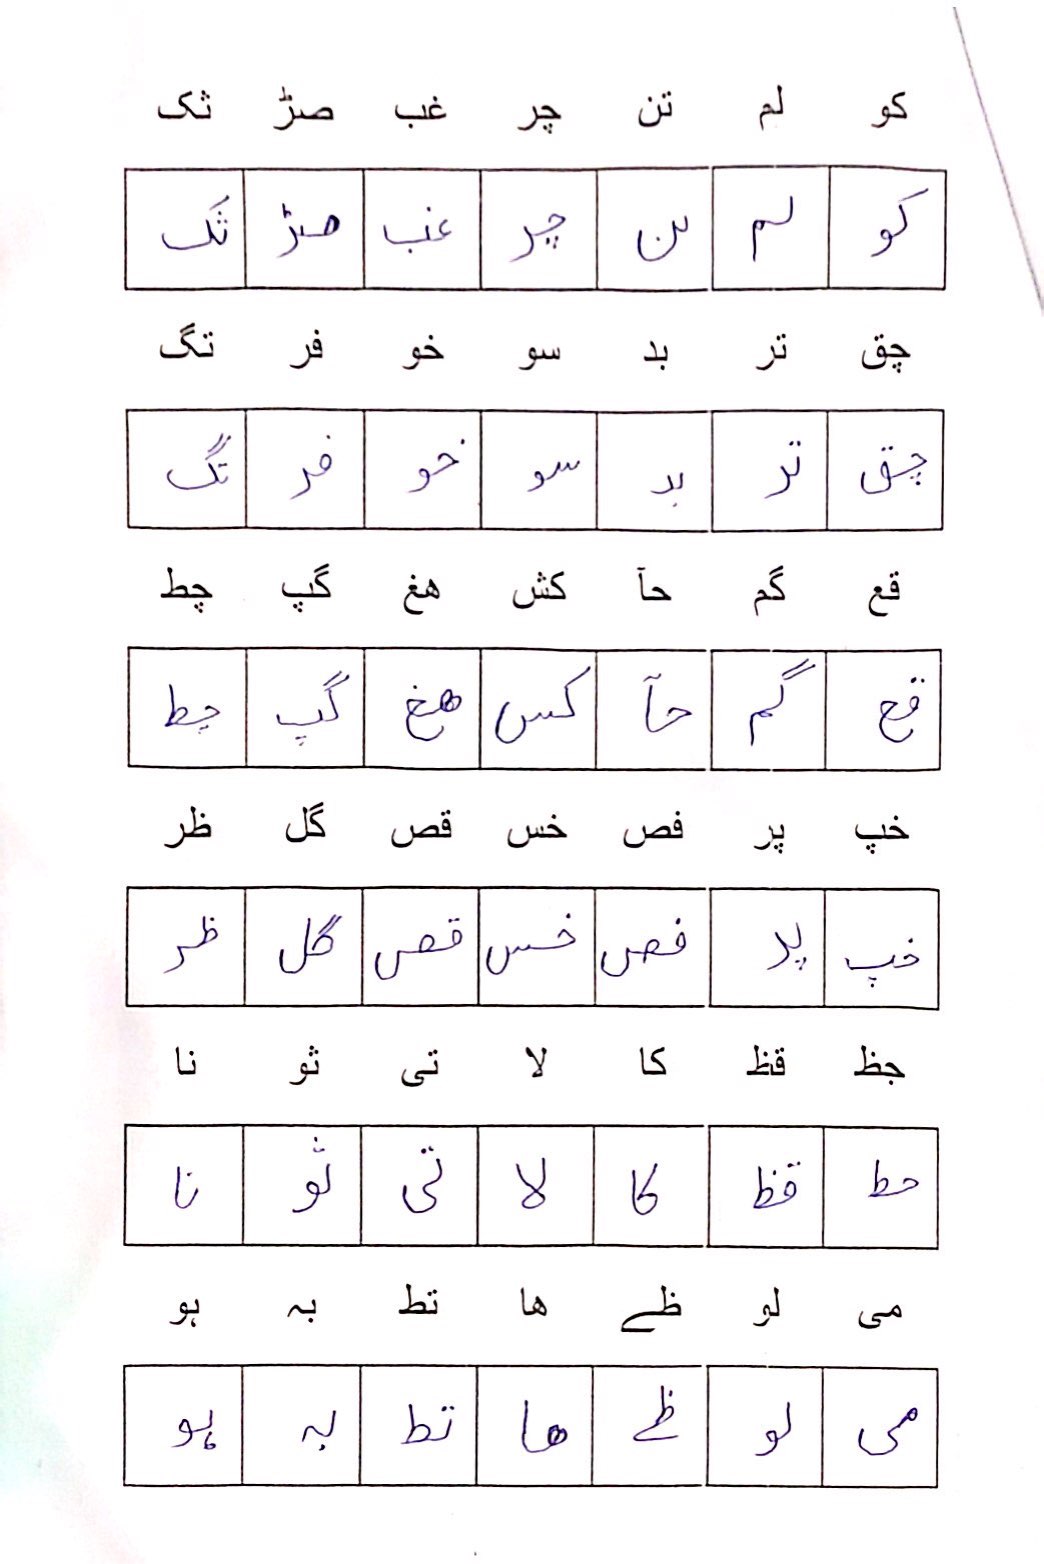 کو لم تن چر غب صڑ ثک
کو لم ںن چر غب صڑ ثک
چق تر بد سو خو فر تگ
چق تر بد سو خو فر تگ
قع گم حآ کش ھغ گپ چط
قع گم حآ کس ھغ گپ جط
خپ پر فص خس قص گل ظر
خپ پر فص خس قص گل ظر
جظ قظ کا لا تی ثو نا
حط قظ کا لا تی ثو نا
می لو ظے ھا تط بہ ہو
می لو ظے ھا تط بہ ہو